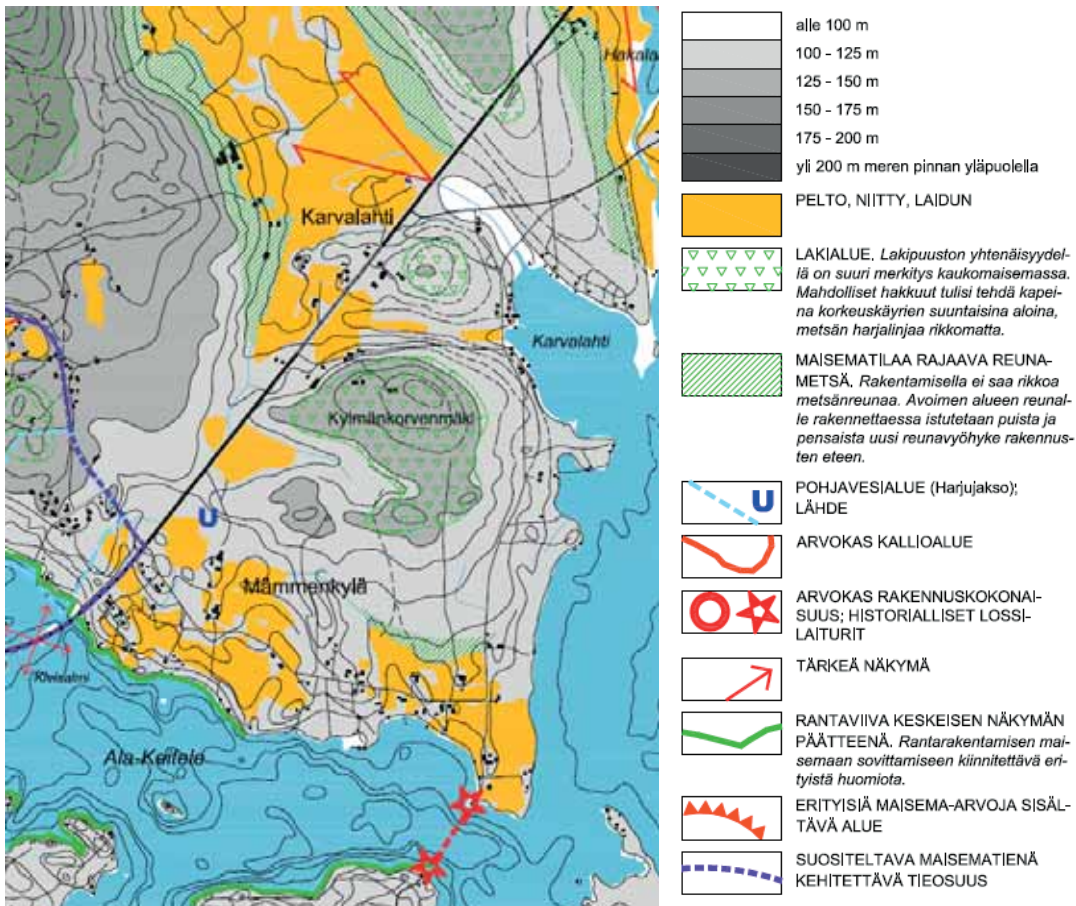 Hakala
Karvalahti
Karvalahti
Kylmänkorvenmäki
U
Mämmenkylä
Kivisalmi
Ala-Keitele
alle 100 m
100 - 125 m
125 - 150 m
150 - 175 m
175 - 200 m
yli 200 m meren pinnan yläpuolella
PELTO, NIITTY, LAIDUN
LAKIALUE. Lakipuuston yhtenäisyydel-
lä on suuri merkitys kaukomaisemassa.
Mahdolliset hakkuut tulisi tehdä kapei-
na korkeuskäyrien suuntaisina aloina,
metsän harjalinjaa rikkomatta.
MAISEMATILAA RAJAAVA REUNA-
METSÄ. Rakentamisella ei saa rikkoa
metsänreunaa. Avoimen alueen reunal-
le rakennettaessa istutetaan puista ja
pensaista uusi reunavyöhyke rakennus-
ten eteen.
U
POHJAVESIALUE (Harjujakso);
LÄHDE
ARVOKAS KALLIOALUE
ARVOKAS RAKENNUSKOKONAI-
SUUS; HISTORIALLISET LOSSI-
LAITURIT
TÄRKEÄ NÄKYMÄ
RANTAVIIVA KESKEISEN NÄKYMÄN
PÄÄTTEENÄ. Rantarakentamisen mai-
semaan sovittamiseen kiinnitettävä eri-
tyistä huomiota.
ERITYISIÄ MAISEMA-ARVOJA SISÄL-
TÄVÄ ALUE
SUOSITELTAVA MAISEMATIENÄ
KEHITETTÄVÄ TIEOSUUS